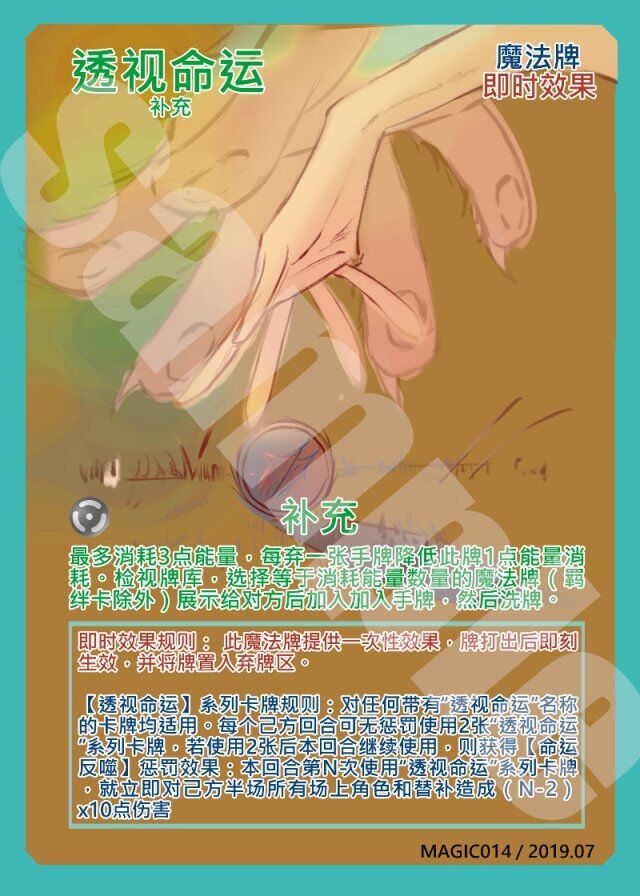 透视命运
补充
魔法牌
即时效果
Sample
补充
最多消耗3点能量，每弃一张手牌降低此牌1点能量消
耗。检视牌库，选择等于消耗能量数量的魔法牌（羁
绊卡除外）展示给对方后加入加入手牌，然后洗牌。
即时效果规则： 此魔法牌提供一次性效果，牌打出后即刻
生效，并将牌置入弃牌区。
【透视命运】系列卡牌规则：对任何带有“透视命运”名称
的卡牌均适用。每个己方回合可无惩罚使用2张“透视命运
”系列卡牌，若使用2张后本回合继续使用，则获得【命运
反噬】惩罚效果：本回合第N次使用“透视命运”系列卡牌
，就立即对己方半场所有场上角色和替补造成（N-2）
x10点伤害
MAGIC014 / 2019.07